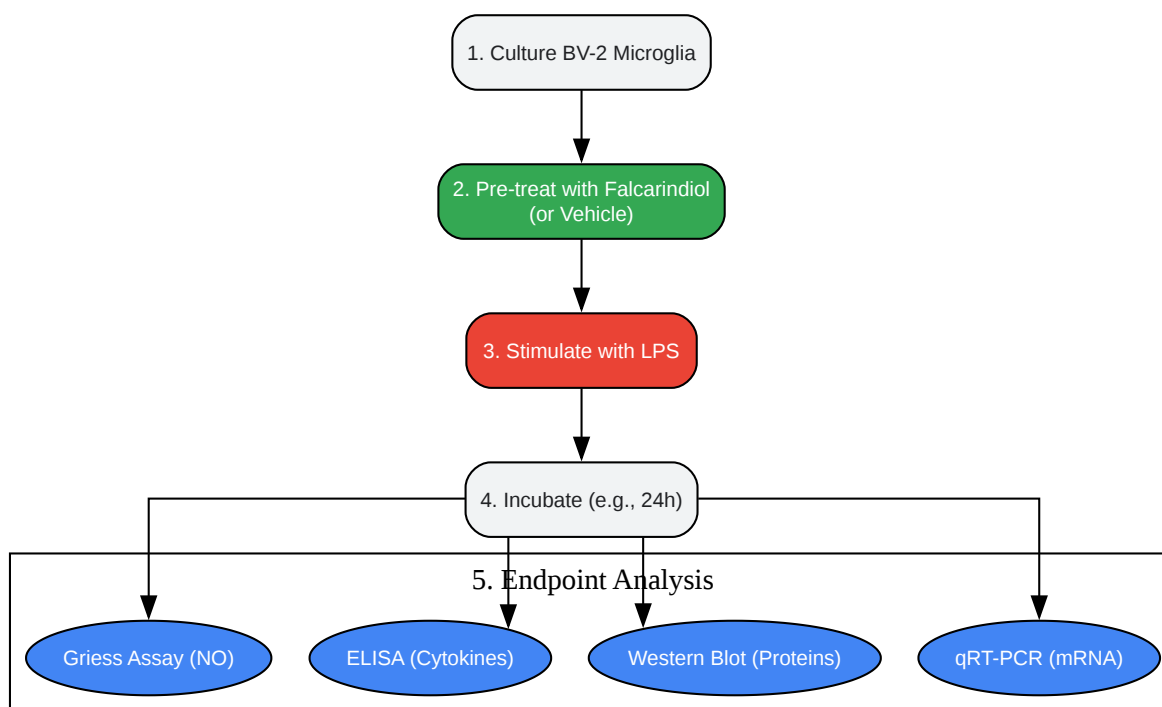 1. Culture BV-2 Microglia
2. Pre-treat with Falcarindiol
(or Vehicle)
3. Stimulate with LPS
4. Incubate (e.g., 24h)
5. Endpoint Analysis
Griess Assay (NO)
ELISA (Cytokines)
Western Blot (Proteins)
qRT-PCR (mRNA)